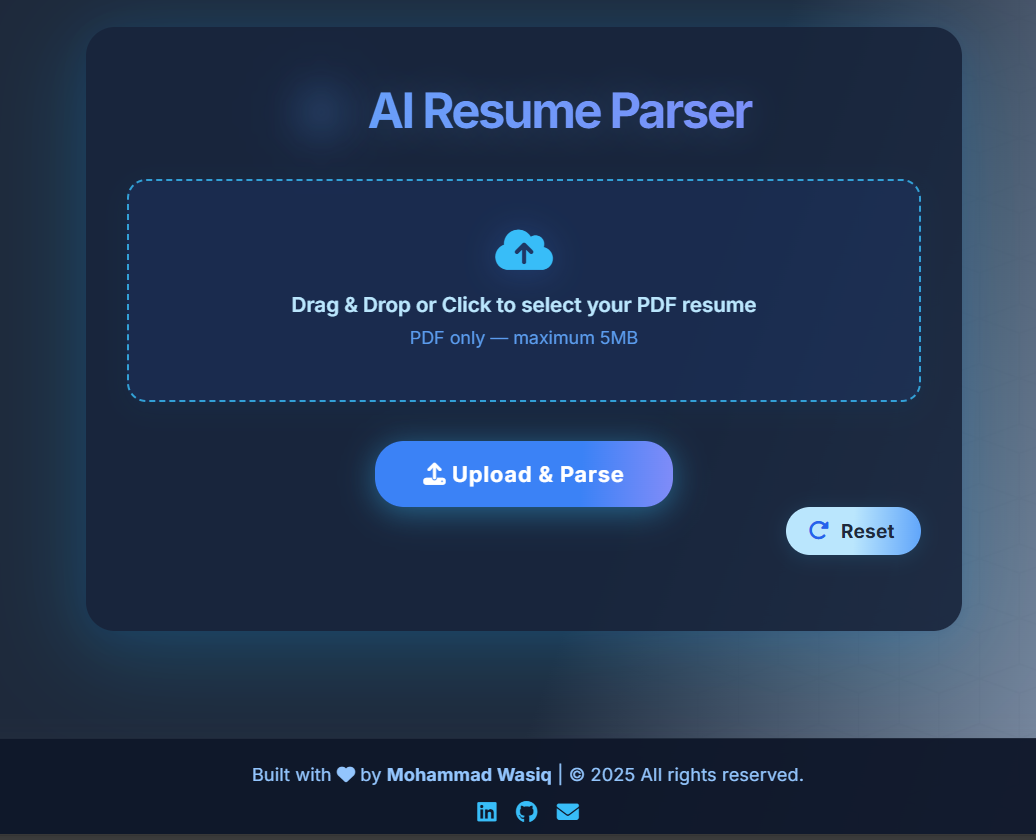 AI Resume Parser
Drag & Drop or Click to select your PDF resume
PDF only — maximum 5MB
Upload & Parse
Reset
Built with ♥ by Mohammad Wasiq | © 2025 All rights reserved.